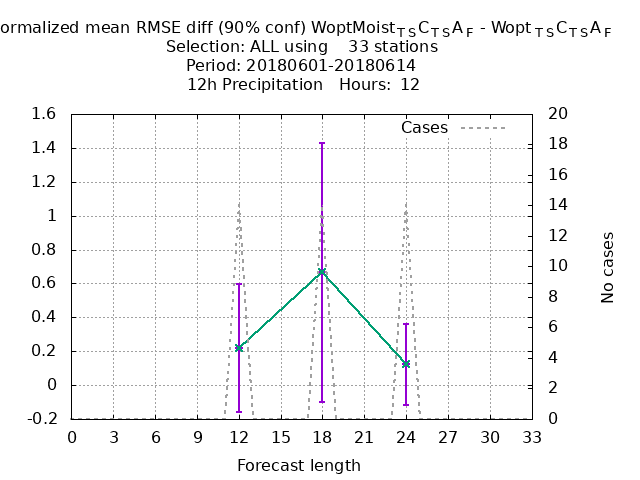 ormalized mean RMSE diff (90% conf) WoptMoist_TSC_TSA_F - Wopt_TSC_TSA_F
Selection: ALL using 33 stations
Period: 20180601-20180614
12h Precipitation Hours: 12
Cases
1.6
1.4
1.2
1
0.8
0.6
0.4
0.2
0
-0.2
20
18
16
14
12
10
8
6
4
2
0
No cases
0 3 6 9 12 15 18 21 24 27 30 33
Forecast length